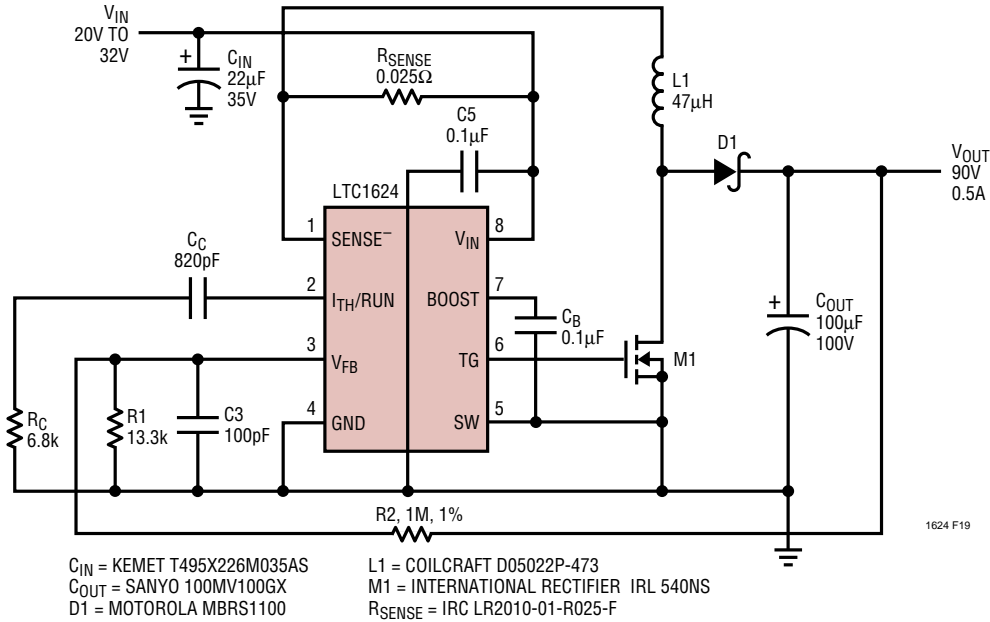 VIN
20V TO
32V
+
CIN
22μF
35V
RSENSE
0.025Ω
C5
0.1μF
L1
47μH
D1
VOUT
90V
0.5A
LTC1624
1
SENSE–
VIN
8
CC
820pF
2
ITH/RUN
BOOST
7
CB
0.1μF
+
COUT
100μF
100V
3
VFB
TG
6
M1
RC
6.8k
R1
13.3k
C3
100pF
4
GND
SW
5
R2, 1M, 1%
1624 F19
CIN = KEMET T495X226M035AS
COUT = SANYO 100MV100GX
D1 = MOTOROLA MBRS1100
L1 = COILCRAFT D05022P-473
M1 = INTERNATIONAL RECTIFIER IRL 540NS
RSENSE = IRC LR2010-01-R025-F